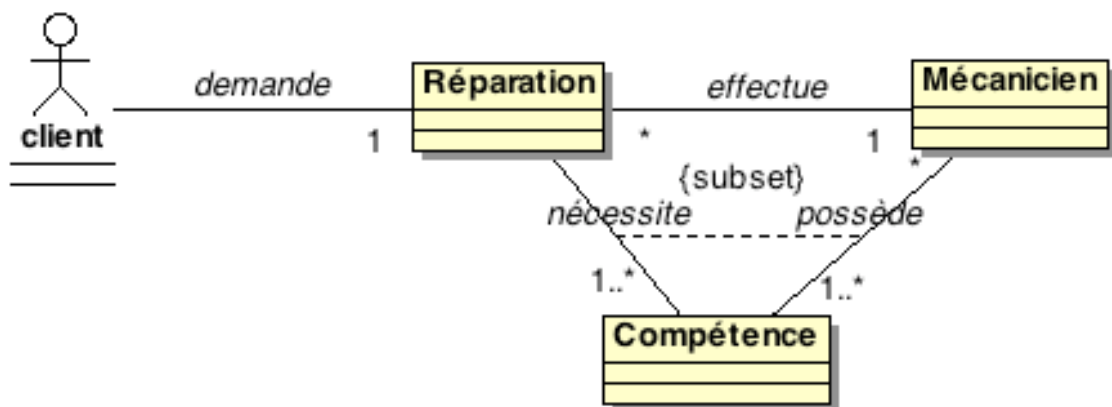 demande
Réparation
effectue
Mécanicien
client
1
*
1
*
{subset}
nécessite
possède
1..*
1..*
Compétence